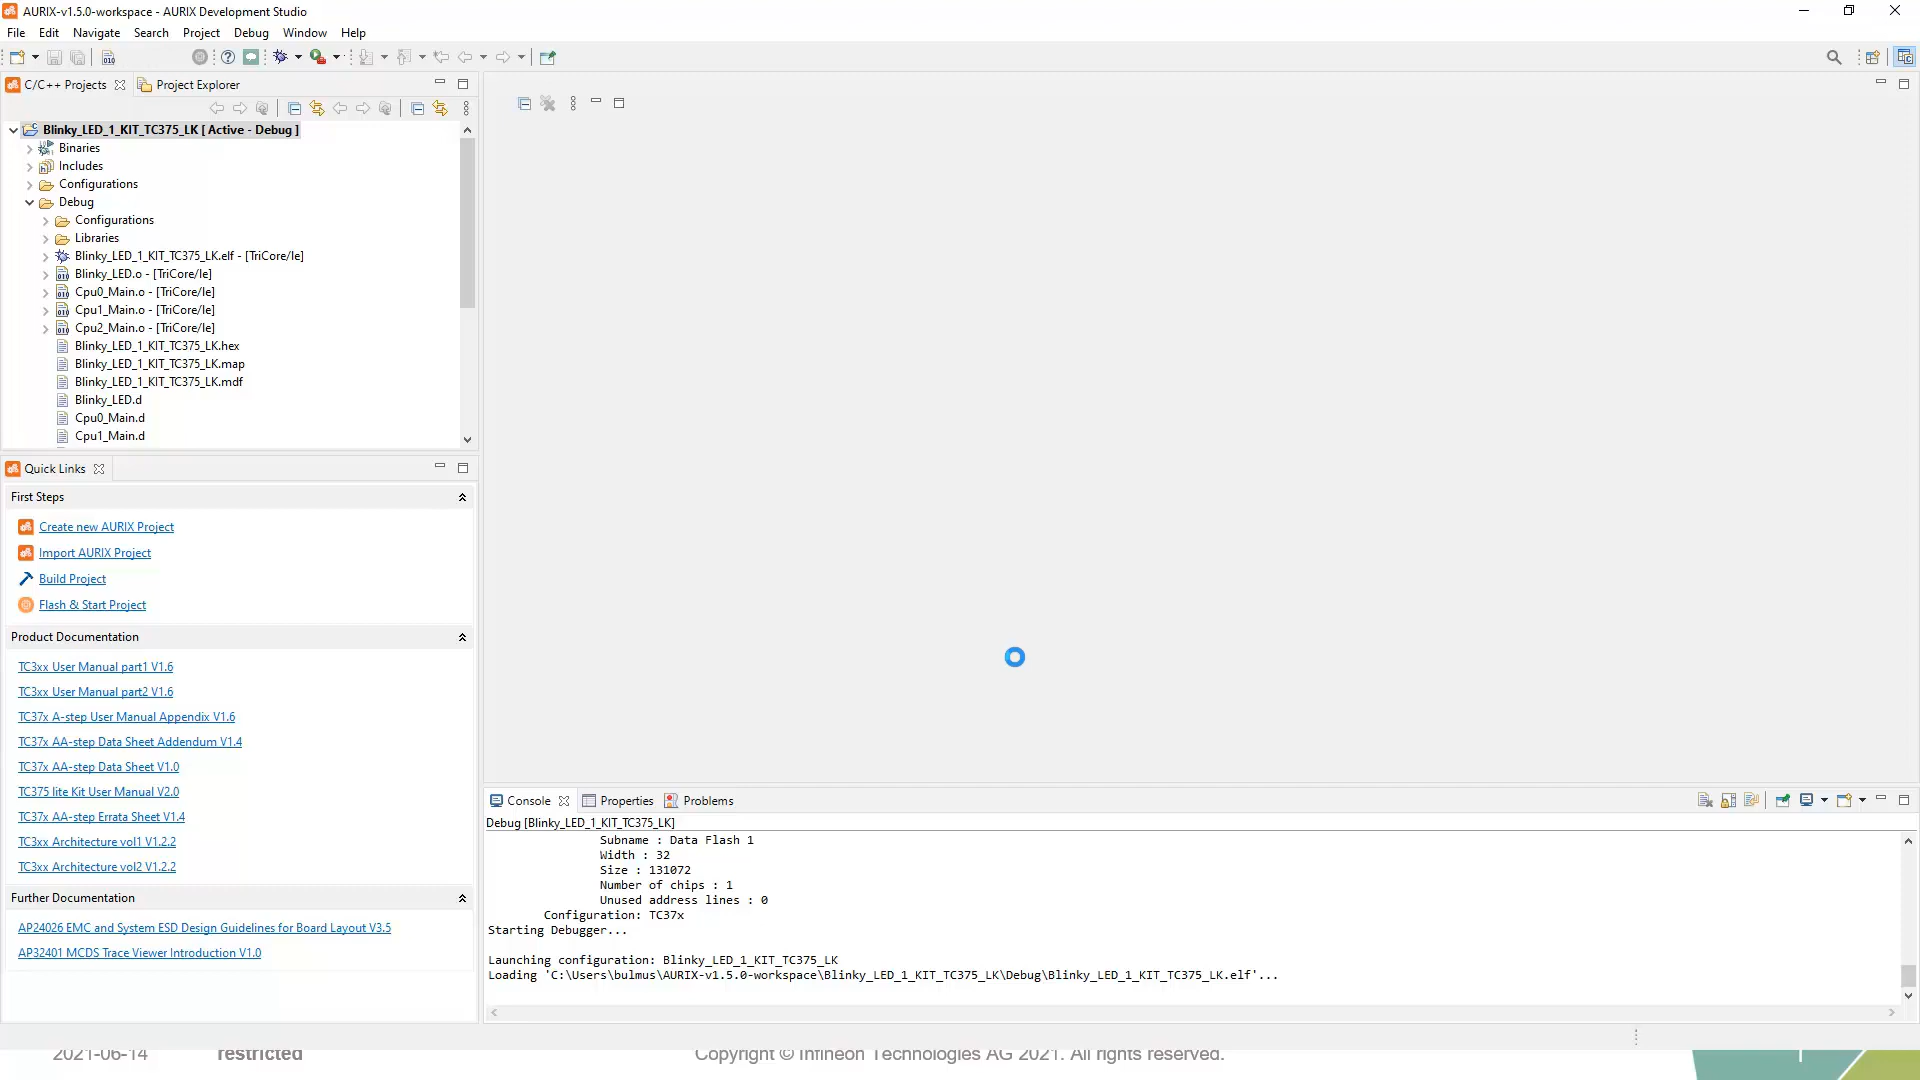 AURIX-v1.5.0-workspace - AURIX Development Studio
File Edit Navigate Search Project Debug Window Help
C/C++ Projects Project Explorer
Blinky_LED_1_KIT_TC375_LK [ Active - Debug ]
Binaries
Includes
Configurations
Debug
Configurations
Libraries
Blinky_LED_1_KIT_TC375_LK.elf - [TriCore/le]
Blinky_LED.o - [TriCore/le]
Cpu0_Main.o - [TriCore/le]
Cpu1_Main.o - [TriCore/le]
Cpu2_Main.o - [TriCore/le]
Blinky_LED_1_KIT_TC375_LK.hex
Blinky_LED_1_KIT_TC375_LK.map
Blinky_LED_1_KIT_TC375_LK.mdf
Blinky_LED.d
Cpu0_Main.d
Cpu1_Main.d
Quick Links
First Steps
Create new AURIX Project
Import AURIX Project
Build Project
Flash & Start Project
Product Documentation
TC3xx User Manual part1 V1.6
TC3xx User Manual part2 V1.6
TC37x A-step User Manual Appendix V1.6
TC37x AA-step Data Sheet Addendum V1.4
TC37x AA-step Data Sheet V1.0
TC375 lite Kit User Manual V2.0
TC37x AA-step Errata Sheet V1.4
TC3xx Architecture vol1 V1.2.2
TC3xx Architecture vol2 V1.2.2
Further Documentation
AP24026 EMC and System ESD Design Guidelines for Board Layout V3.5
AP32401 MCDS Trace Viewer Introduction V1.0
Console Properties Problems
Debug [Blinky_LED_1_KIT_TC375_LK]
Subname : Data Flash 1
Width : 32
Size : 131072
Number of chips : 1
Unused address lines : 0
Configuration: TC37x
Starting Debugger...
Launching configuration: Blinky_LED_1_KIT_TC375_LK
Loading 'C:\Users\bulmus\AURIX-v1.5.0-workspace\Blinky_LED_1_KIT_TC375_LK\Debug\Blinky_LED_1_KIT_TC375_LK.elf'...
2021-06-14 restricted Copyright © Infineon Technologies AG 2021. All rights reserved.